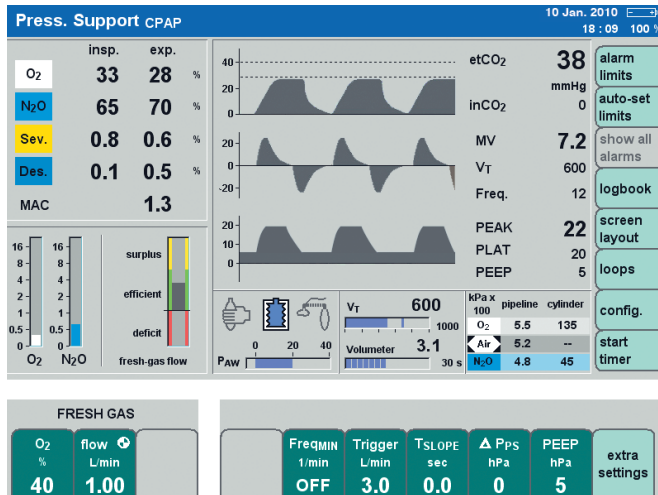 Press. Support CPAP
10 Jan. 2010
18 : 09 100 %
insp. exp.
O2 33 28 %
N2O 65 70 %
Sev. 0.8 0.6 %
Des. 0.1 0.5 %
MAC 1.3
40
20
0
20
0
-20
20
10
0
etCO2 38
mmHg
inCO2 0
MV 7.2
VT 600
Freq. 12
PEAK 22
PLAT 20
PEEP 5
alarm
limits
auto-set
limits
show all
alarms
logbook
screen
layout
loops
config.
start
timer
16 16
8 8
4 4
2 2
1 1
0.5 0.5
0 0
O2 N2O
surplus
efficient
deficit
fresh-gas flow
0 20 40
PAW
VT 600
1000
Volumeter 3.1
30 s
kPa x
100 pipeline cylinder
O2 5.5 135
Air 5.2 --
N2O 4.8 45
FRESH GAS
O2
%
40
flow
L/min
1.00
FreqMIN
1/min
OFF
Trigger
L/min
3.0
TSLOPE
sec
0.0
Δ PPS
hPa
0
PEEP
hPa
5
extra
settings